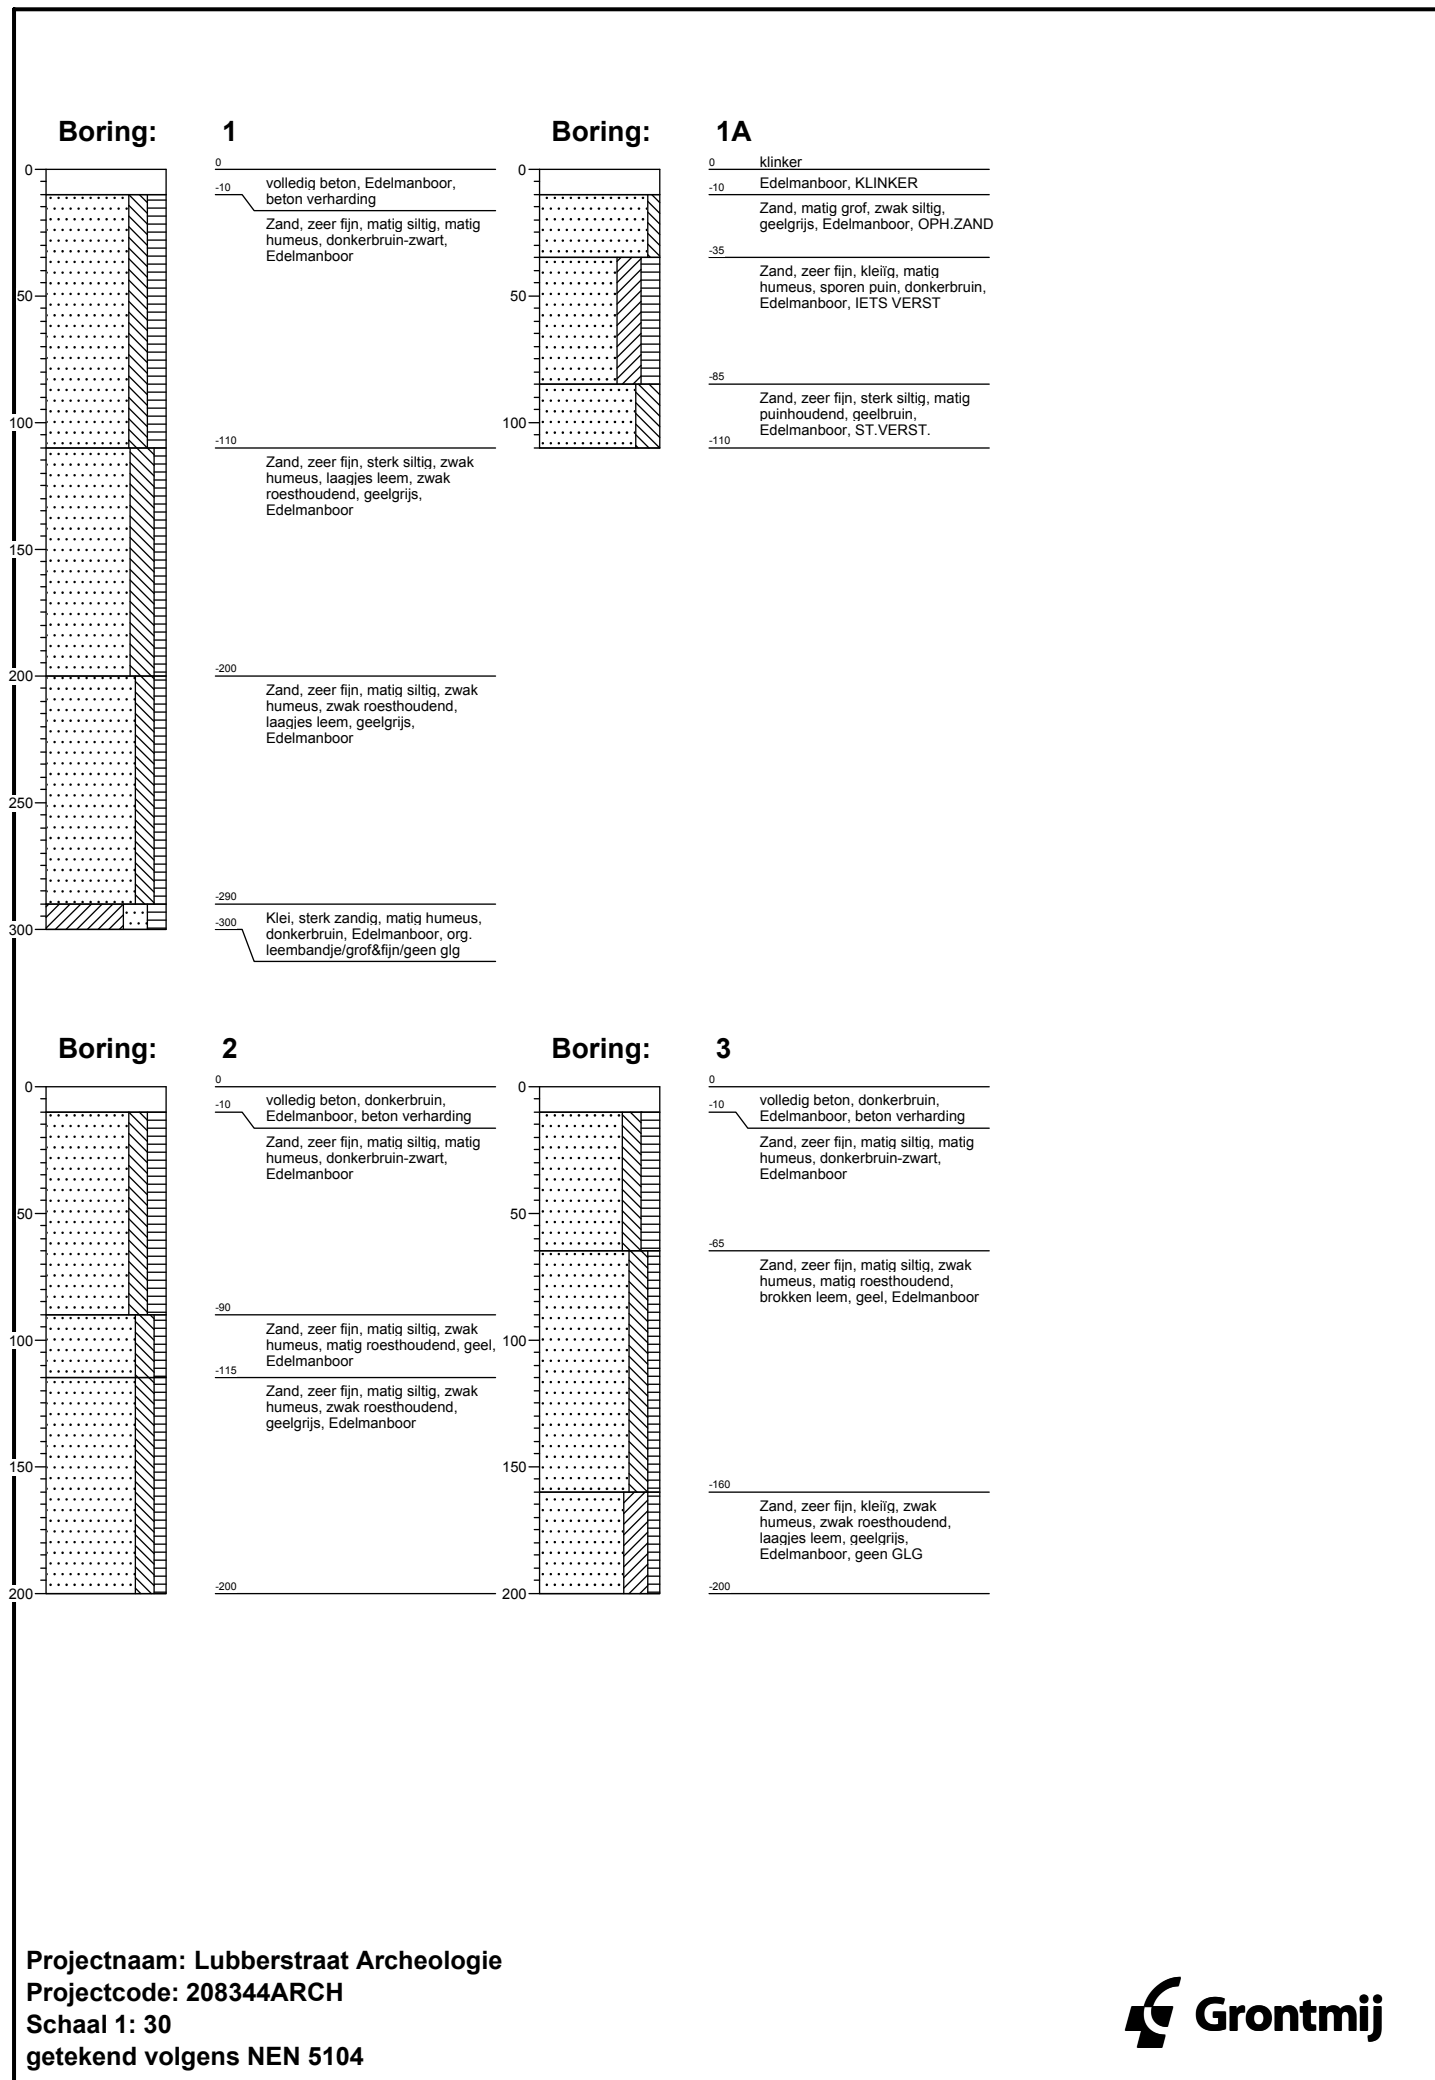 Boring: 1
0
50
100
150
200
250
300
0
-10
volledig beton, Edelmanboor,
beton verharding
Zand, zeer fijn, matig siltig, matig
humeus, donkerbruin-zwart,
Edelmanboor
-110
Zand, zeer fijn, sterk siltig, zwak
humeus, laagjes leem, zwak
roesthoudend, geelgrijs,
Edelmanboor
-200
Zand, zeer fijn, matig siltig, zwak
humeus, zwak roesthoudend,
laagjes leem, geelgrijs,
Edelmanboor
-290
-300
Klei, sterk zandig, matig humeus,
donkerbruin, Edelmanboor, org.
leembandje/grof&fijn/geen glg
Boring: 1A
0
50
100
0
klinker
-10
Edelmanboor, KLINKER
Zand, matig grof, zwak siltig,
geelgrijs, Edelmanboor, OPH.ZAND
-35
Zand, zeer fijn, kleiïg, matig
humeus, sporen puin, donkerbruin,
Edelmanboor, IETS VERST
-85
Zand, zeer fijn, sterk siltig, matig
puinhoudend, geelbruin,
Edelmanboor, ST.VERST.
-110
Boring: 2
0
50
100
150
200
0
-10
volledig beton, donkerbruin,
Edelmanboor, beton verharding
Zand, zeer fijn, matig siltig, matig
humeus, donkerbruin-zwart,
Edelmanboor
-90
Zand, zeer fijn, matig siltig, zwak
humeus, matig roesthoudend, geel,
Edelmanboor
-115
Zand, zeer fijn, matig siltig, zwak
humeus, zwak roesthoudend,
geelgrijs, Edelmanboor
-200
Boring: 3
0
50
100
150
200
0
-10
volledig beton, donkerbruin,
Edelmanboor, beton verharding
Zand, zeer fijn, matig siltig, matig
humeus, donkerbruin-zwart,
Edelmanboor
-65
Zand, zeer fijn, matig siltig, zwak
humeus, matig roesthoudend,
brokken leem, geel, Edelmanboor
-160
Zand, zeer fijn, kleiïg, zwak
humeus, zwak roesthoudend,
laagjes leem, geelgrijs,
Edelmanboor, geen GLG
-200
Projectnaam: Lubberstraat Archeologie
Projectcode: 208344ARCH
Schaal 1: 30
getekend volgens NEN 5104
Grontmij